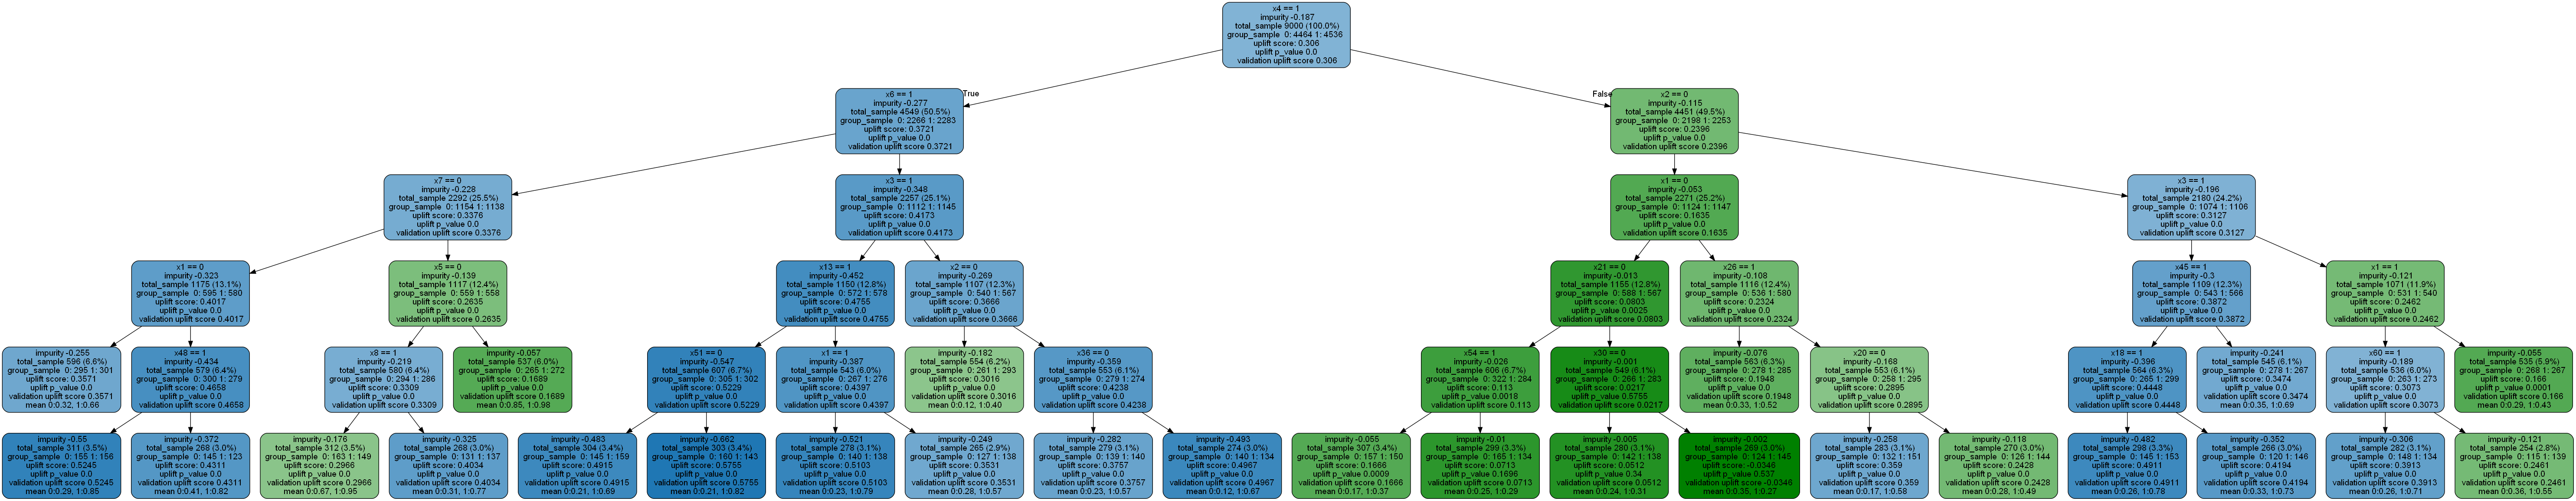 x4 == 1
impurity -0.187
total_sample 9000 (100.0%)
group_sample 0: 4464 1: 4536
uplift score: 0.306
uplift p_value 0.0
validation uplift score 0.306
True
False
x6 == 1
impurity -0.277
total_sample 4549 (50.5%)
group_sample 0: 2266 1: 2283
uplift score: 0.3721
uplift p_value 0.0
validation uplift score 0.3721
x2 == 0
impurity -0.115
total_sample 4451 (49.5%)
group_sample 0: 2198 1: 2253
uplift score: 0.2396
uplift p_value 0.0
validation uplift score 0.2396
x7 == 0
impurity -0.228
total_sample 2292 (25.5%)
group_sample 0: 1154 1: 1138
uplift score: 0.3376
uplift p_value 0.0
validation uplift score 0.3376
x3 == 1
impurity -0.348
total_sample 2257 (25.1%)
group_sample 0: 1112 1: 1145
uplift score: 0.4173
uplift p_value 0.0
validation uplift score 0.4173
x1 == 0
impurity -0.053
total_sample 2271 (25.2%)
group_sample 0: 1124 1: 1147
uplift score: 0.1635
uplift p_value 0.0
validation uplift score 0.1635
x3 == 1
impurity -0.196
total_sample 2180 (24.2%)
group_sample 0: 1074 1: 1106
uplift score: 0.3127
uplift p_value 0.0
validation uplift score 0.3127
x1 == 0
impurity -0.323
total_sample 1175 (13.1%)
group_sample 0: 595 1: 580
uplift score: 0.4017
uplift p_value 0.0
validation uplift score 0.4017
x5 == 0
impurity -0.139
total_sample 1117 (12.4%)
group_sample 0: 559 1: 558
uplift score: 0.2635
uplift p_value 0.0
validation uplift score 0.2635
x13 == 1
impurity -0.452
total_sample 1150 (12.8%)
group_sample 0: 572 1: 578
uplift score: 0.4755
uplift p_value 0.0
validation uplift score 0.4755
x2 == 0
impurity -0.269
total_sample 1107 (12.3%)
group_sample 0: 540 1: 567
uplift score: 0.3666
uplift p_value 0.0
validation uplift score 0.3666
x21 == 0
impurity -0.013
total_sample 1155 (12.8%)
group_sample 0: 588 1: 567
uplift score: 0.0803
uplift p_value 0.0025
validation uplift score 0.0803
x26 == 1
impurity -0.108
total_sample 1116 (12.4%)
group_sample 0: 536 1: 580
uplift score: 0.2324
uplift p_value 0.0
validation uplift score 0.2324
x45 == 1
impurity -0.3
total_sample 1109 (12.3%)
group_sample 0: 543 1: 566
uplift score: 0.3872
uplift p_value 0.0
validation uplift score 0.3872
x1 == 1
impurity -0.121
total_sample 1071 (11.9%)
group_sample 0: 531 1: 540
uplift score: 0.2462
uplift p_value 0.0
validation uplift score 0.2462
impurity -0.255
total_sample 596 (6.6%)
group_sample 0: 295 1: 301
uplift score: 0.3571
uplift p_value 0.0
validation uplift score 0.3571
mean 0:0.32, 1:0.66
x48 == 1
impurity -0.434
total_sample 579 (6.4%)
group_sample 0: 300 1: 279
uplift score: 0.4658
uplift p_value 0.0
validation uplift score 0.4658
x8 == 1
impurity -0.219
total_sample 580 (6.4%)
group_sample 0: 294 1: 286
uplift score: 0.3309
uplift p_value 0.0
validation uplift score 0.3309
impurity -0.057
total_sample 537 (6.0%)
group_sample 0: 265 1: 272
uplift score: 0.1689
uplift p_value 0.0
validation uplift score 0.1689
mean 0:0.85, 1:0.98
x51 == 0
impurity -0.547
total_sample 607 (6.7%)
group_sample 0: 305 1: 302
uplift score: 0.5229
uplift p_value 0.0
validation uplift score 0.5229
x1 == 1
impurity -0.387
total_sample 543 (6.0%)
group_sample 0: 267 1: 276
uplift score: 0.4397
uplift p_value 0.0
validation uplift score 0.4397
impurity -0.182
total_sample 554 (6.2%)
group_sample 0: 261 1: 293
uplift score: 0.3016
uplift p_value 0.0
validation uplift score 0.3016
mean 0:0.12, 1:0.40
x36 == 0
impurity -0.359
total_sample 553 (6.1%)
group_sample 0: 279 1: 274
uplift score: 0.4238
uplift p_value 0.0
validation uplift score 0.4238
x54 == 1
impurity -0.026
total_sample 606 (6.7%)
group_sample 0: 322 1: 284
uplift score: 0.113
uplift p_value 0.0018
validation uplift score 0.113
x30 == 0
impurity -0.001
total_sample 549 (6.1%)
group_sample 0: 266 1: 283
uplift score: 0.0217
uplift p_value 0.5755
validation uplift score 0.0217
impurity -0.076
total_sample 563 (6.3%)
group_sample 0: 278 1: 285
uplift score: 0.1948
uplift p_value 0.0
validation uplift score 0.1948
mean 0:0.33, 1:0.52
x20 == 0
impurity -0.168
total_sample 553 (6.1%)
group_sample 0: 258 1: 295
uplift score: 0.2895
uplift p_value 0.0
validation uplift score 0.2895
x18 == 1
impurity -0.396
total_sample 564 (6.3%)
group_sample 0: 265 1: 299
uplift score: 0.4448
uplift p_value 0.0
validation uplift score 0.4448
impurity -0.241
total_sample 545 (6.1%)
group_sample 0: 278 1: 267
uplift score: 0.3474
uplift p_value 0.0
validation uplift score 0.3474
mean 0:0.35, 1:0.69
x60 == 1
impurity -0.189
total_sample 536 (6.0%)
group_sample 0: 263 1: 273
uplift score: 0.3073
uplift p_value 0.0
validation uplift score 0.3073
impurity -0.055
total_sample 535 (5.9%)
group_sample 0: 268 1: 267
uplift score: 0.166
uplift p_value 0.0001
validation uplift score 0.166
mean 0:0.29, 1:0.43
impurity -0.55
total_sample 311 (3.5%)
group_sample 0: 155 1: 156
uplift score: 0.5245
uplift p_value 0.0
validation uplift score 0.5245
mean 0:0.29, 1:0.85
impurity -0.372
total_sample 268 (3.0%)
group_sample 0: 145 1: 123
uplift score: 0.4311
uplift p_value 0.0
validation uplift score 0.4311
mean 0:0.41, 1:0.82
impurity -0.176
total_sample 312 (3.5%)
group_sample 0: 163 1: 149
uplift score: 0.2966
uplift p_value 0.0
validation uplift score 0.2966
mean 0:0.67, 1:0.95
impurity -0.325
total_sample 268 (3.0%)
group_sample 0: 131 1: 137
uplift score: 0.4034
uplift p_value 0.0
validation uplift score 0.4034
mean 0:0.31, 1:0.77
impurity -0.483
total_sample 304 (3.4%)
group_sample 0: 145 1: 159
uplift score: 0.4915
uplift p_value 0.0
validation uplift score 0.4915
mean 0:0.21, 1:0.69
impurity -0.662
total_sample 303 (3.4%)
group_sample 0: 160 1: 143
uplift score: 0.5755
uplift p_value 0.0
validation uplift score 0.5755
mean 0:0.21, 1:0.82
impurity -0.521
total_sample 278 (3.1%)
group_sample 0: 140 1: 138
uplift score: 0.5103
uplift p_value 0.0
validation uplift score 0.5103
mean 0:0.23, 1:0.79
impurity -0.249
total_sample 265 (2.9%)
group_sample 0: 127 1: 138
uplift score: 0.3531
uplift p_value 0.0
validation uplift score 0.3531
mean 0:0.28, 1:0.57
impurity -0.282
total_sample 279 (3.1%)
group_sample 0: 139 1: 140
uplift score: 0.3757
uplift p_value 0.0
validation uplift score 0.3757
mean 0:0.23, 1:0.57
impurity -0.493
total_sample 274 (3.0%)
group_sample 0: 140 1: 134
uplift score: 0.4967
uplift p_value 0.0
validation uplift score 0.4967
mean 0:0.12, 1:0.67
impurity -0.055
total_sample 307 (3.4%)
group_sample 0: 157 1: 150
uplift score: 0.1666
uplift p_value 0.0009
validation uplift score 0.1666
mean 0:0.17, 1:0.37
impurity -0.01
total_sample 299 (3.3%)
group_sample 0: 165 1: 134
uplift score: 0.0713
uplift p_value 0.1696
validation uplift score 0.0713
mean 0:0.25, 1:0.29
impurity -0.005
total_sample 280 (3.1%)
group_sample 0: 142 1: 138
uplift score: 0.0512
uplift p_value 0.34
validation uplift score 0.0512
mean 0:0.24, 1:0.31
impurity -0.002
total_sample 269 (3.0%)
group_sample 0: 124 1: 145
uplift score: -0.0346
uplift p_value 0.537
validation uplift score -0.0346
mean 0:0.35, 1:0.27
impurity -0.258
total_sample 283 (3.1%)
group_sample 0: 132 1: 151
uplift score: 0.359
uplift p_value 0.0
validation uplift score 0.359
mean 0:0.17, 1:0.58
impurity -0.118
total_sample 270 (3.0%)
group_sample 0: 126 1: 144
uplift score: 0.2428
uplift p_value 0.0
validation uplift score 0.2428
mean 0:0.28, 1:0.49
impurity -0.482
total_sample 298 (3.3%)
group_sample 0: 145 1: 153
uplift score: 0.4911
uplift p_value 0.0
validation uplift score 0.4911
mean 0:0.26, 1:0.78
impurity -0.352
total_sample 266 (3.0%)
group_sample 0: 120 1: 146
uplift score: 0.4194
uplift p_value 0.0
validation uplift score 0.4194
mean 0:0.33, 1:0.73
impurity -0.306
total_sample 282 (3.1%)
group_sample 0: 148 1: 134
uplift score: 0.3913
uplift p_value 0.0
validation uplift score 0.3913
mean 0:0.26, 1:0.71
impurity -0.121
total_sample 254 (2.8%)
group_sample 0: 115 1: 139
uplift score: 0.2461
uplift p_value 0.0
validation uplift score 0.2461
mean 0:0.36, 1:0.55